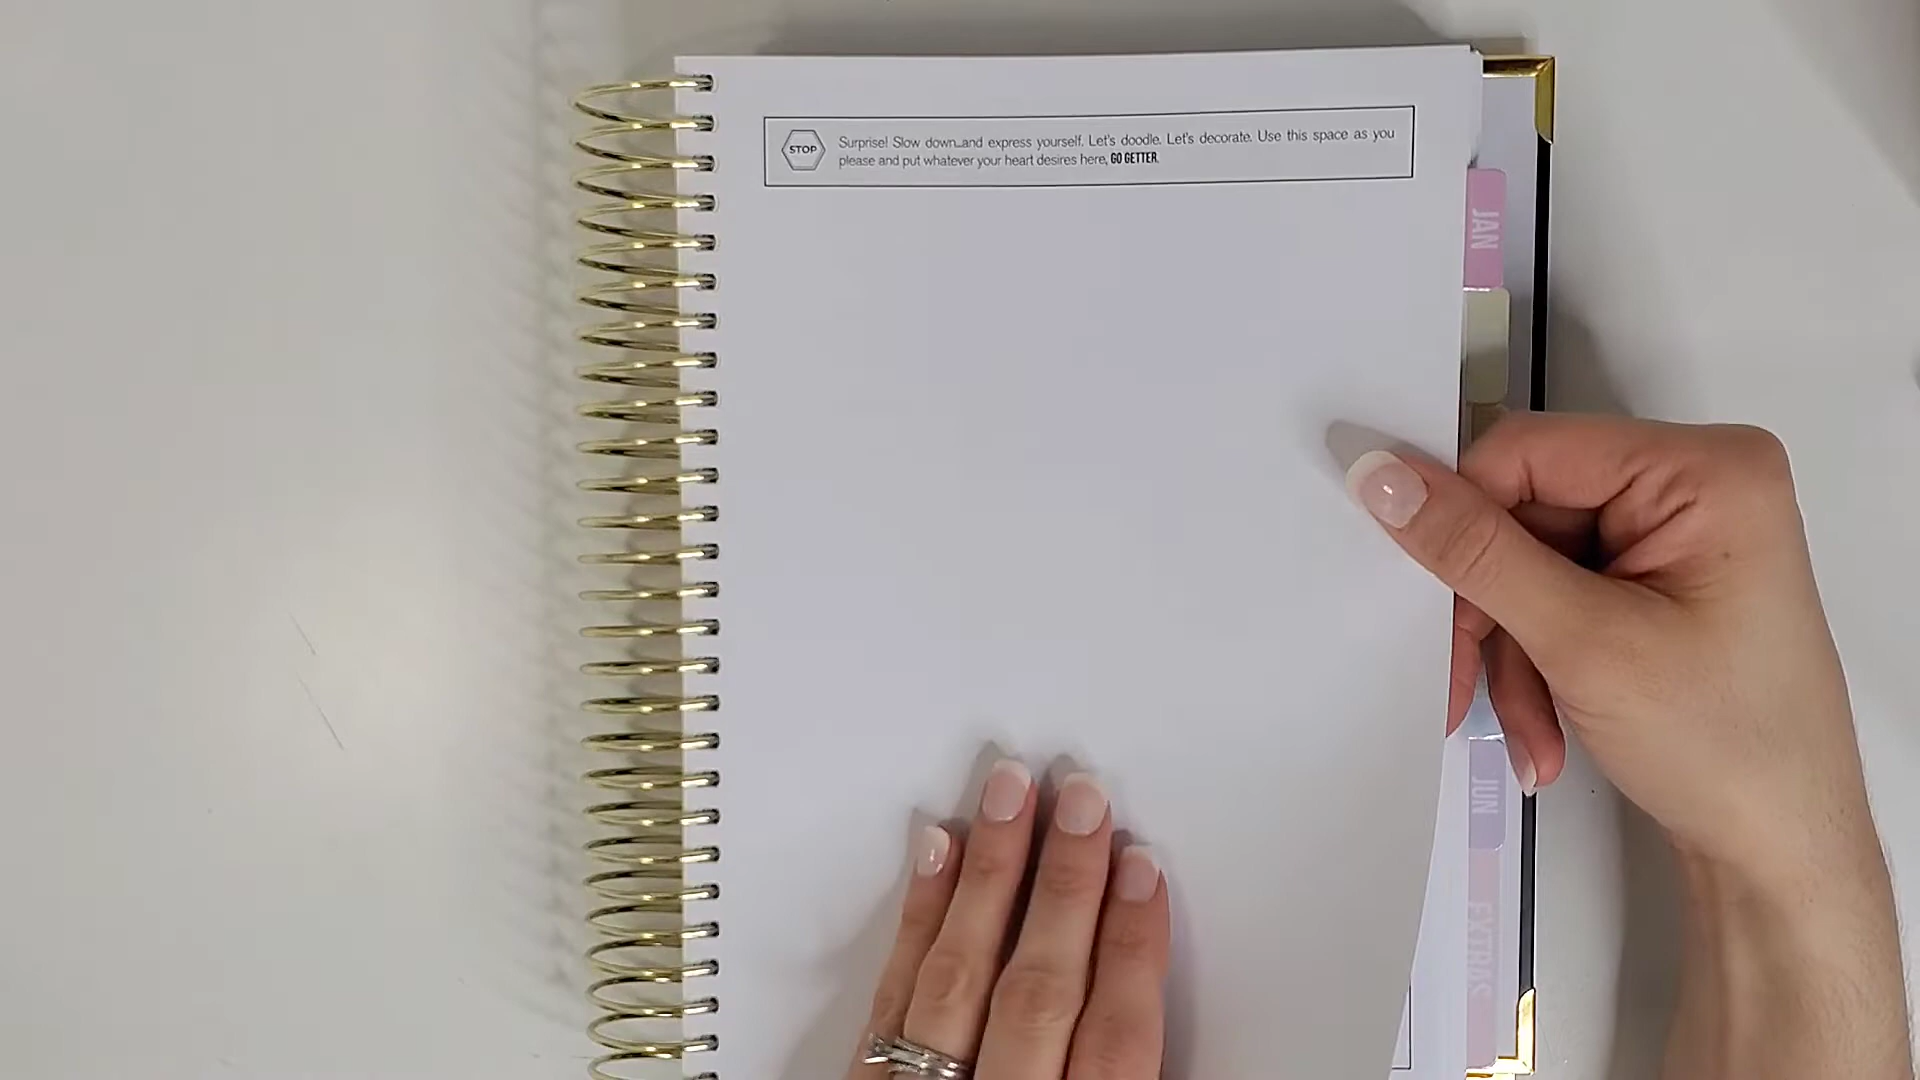 STOP
Surprise! Slow down...and express yourself. Let's doodle. Let's decorate. Use this space as you
please and put whatever your heart desires here, GO GETTER.
JAN
JUN
EXTRAS